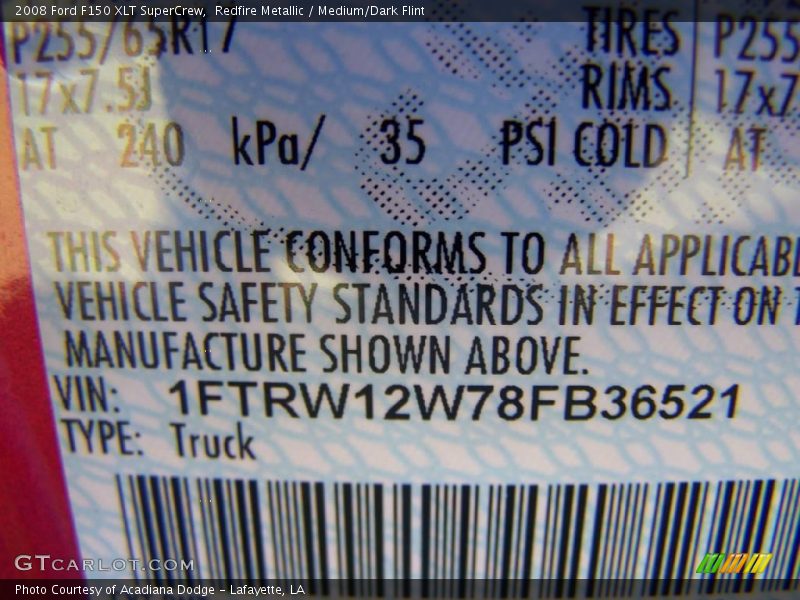 2008 Ford F150 XLT SuperCrew,  Redfire Metallic / Medium/Dark Flint
P255/65R17 TIRES P255
17x7.5J RIMS 17x7
AT 240 kPa/ 35 PSI COLD AT
THIS VEHICLE CONFORMS TO ALL APPLICABL
VEHICLE SAFETY STANDARDS IN EFFECT ON
MANUFACTURE SHOWN ABOVE.
VIN: 1FTRW12W78FB36521
TYPE: Truck
GTCARLOT.COM
Photo Courtesy of Acadiana Dodge - Lafayette, LA